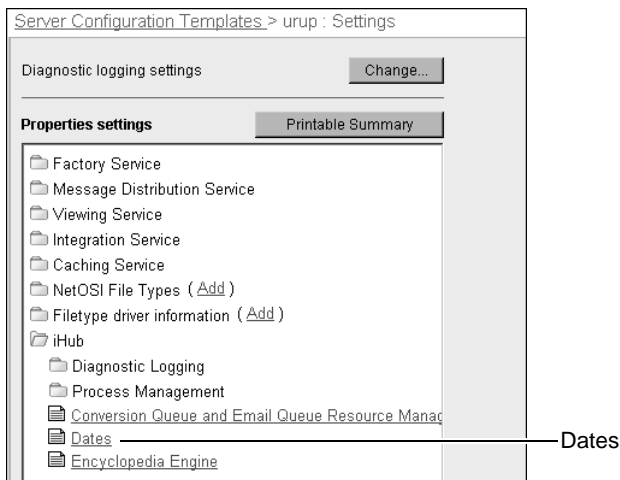 Server Configuration Templates > urup : Settings
Diagnostic logging settings
Change...
Properties settings
Printable Summary
Factory Service
Message Distribution Service
Viewing Service
Integration Service
Caching Service
NetOSI File Types ( Add )
Filetype driver information ( Add )
iHub
Diagnostic Logging
Process Management
Conversion Queue and Email Queue Resource Manag
Dates
Dates
Encyclopedia Engine